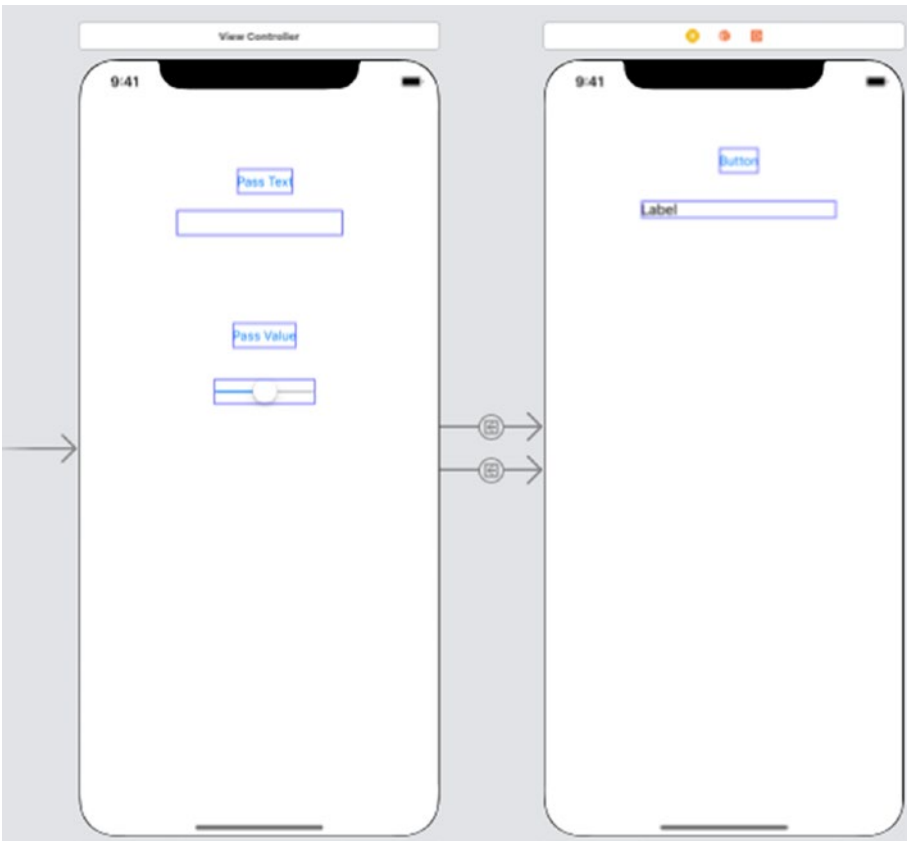 View Controller
9:41
Pass Text
Pass Value
9:41
Button
Label